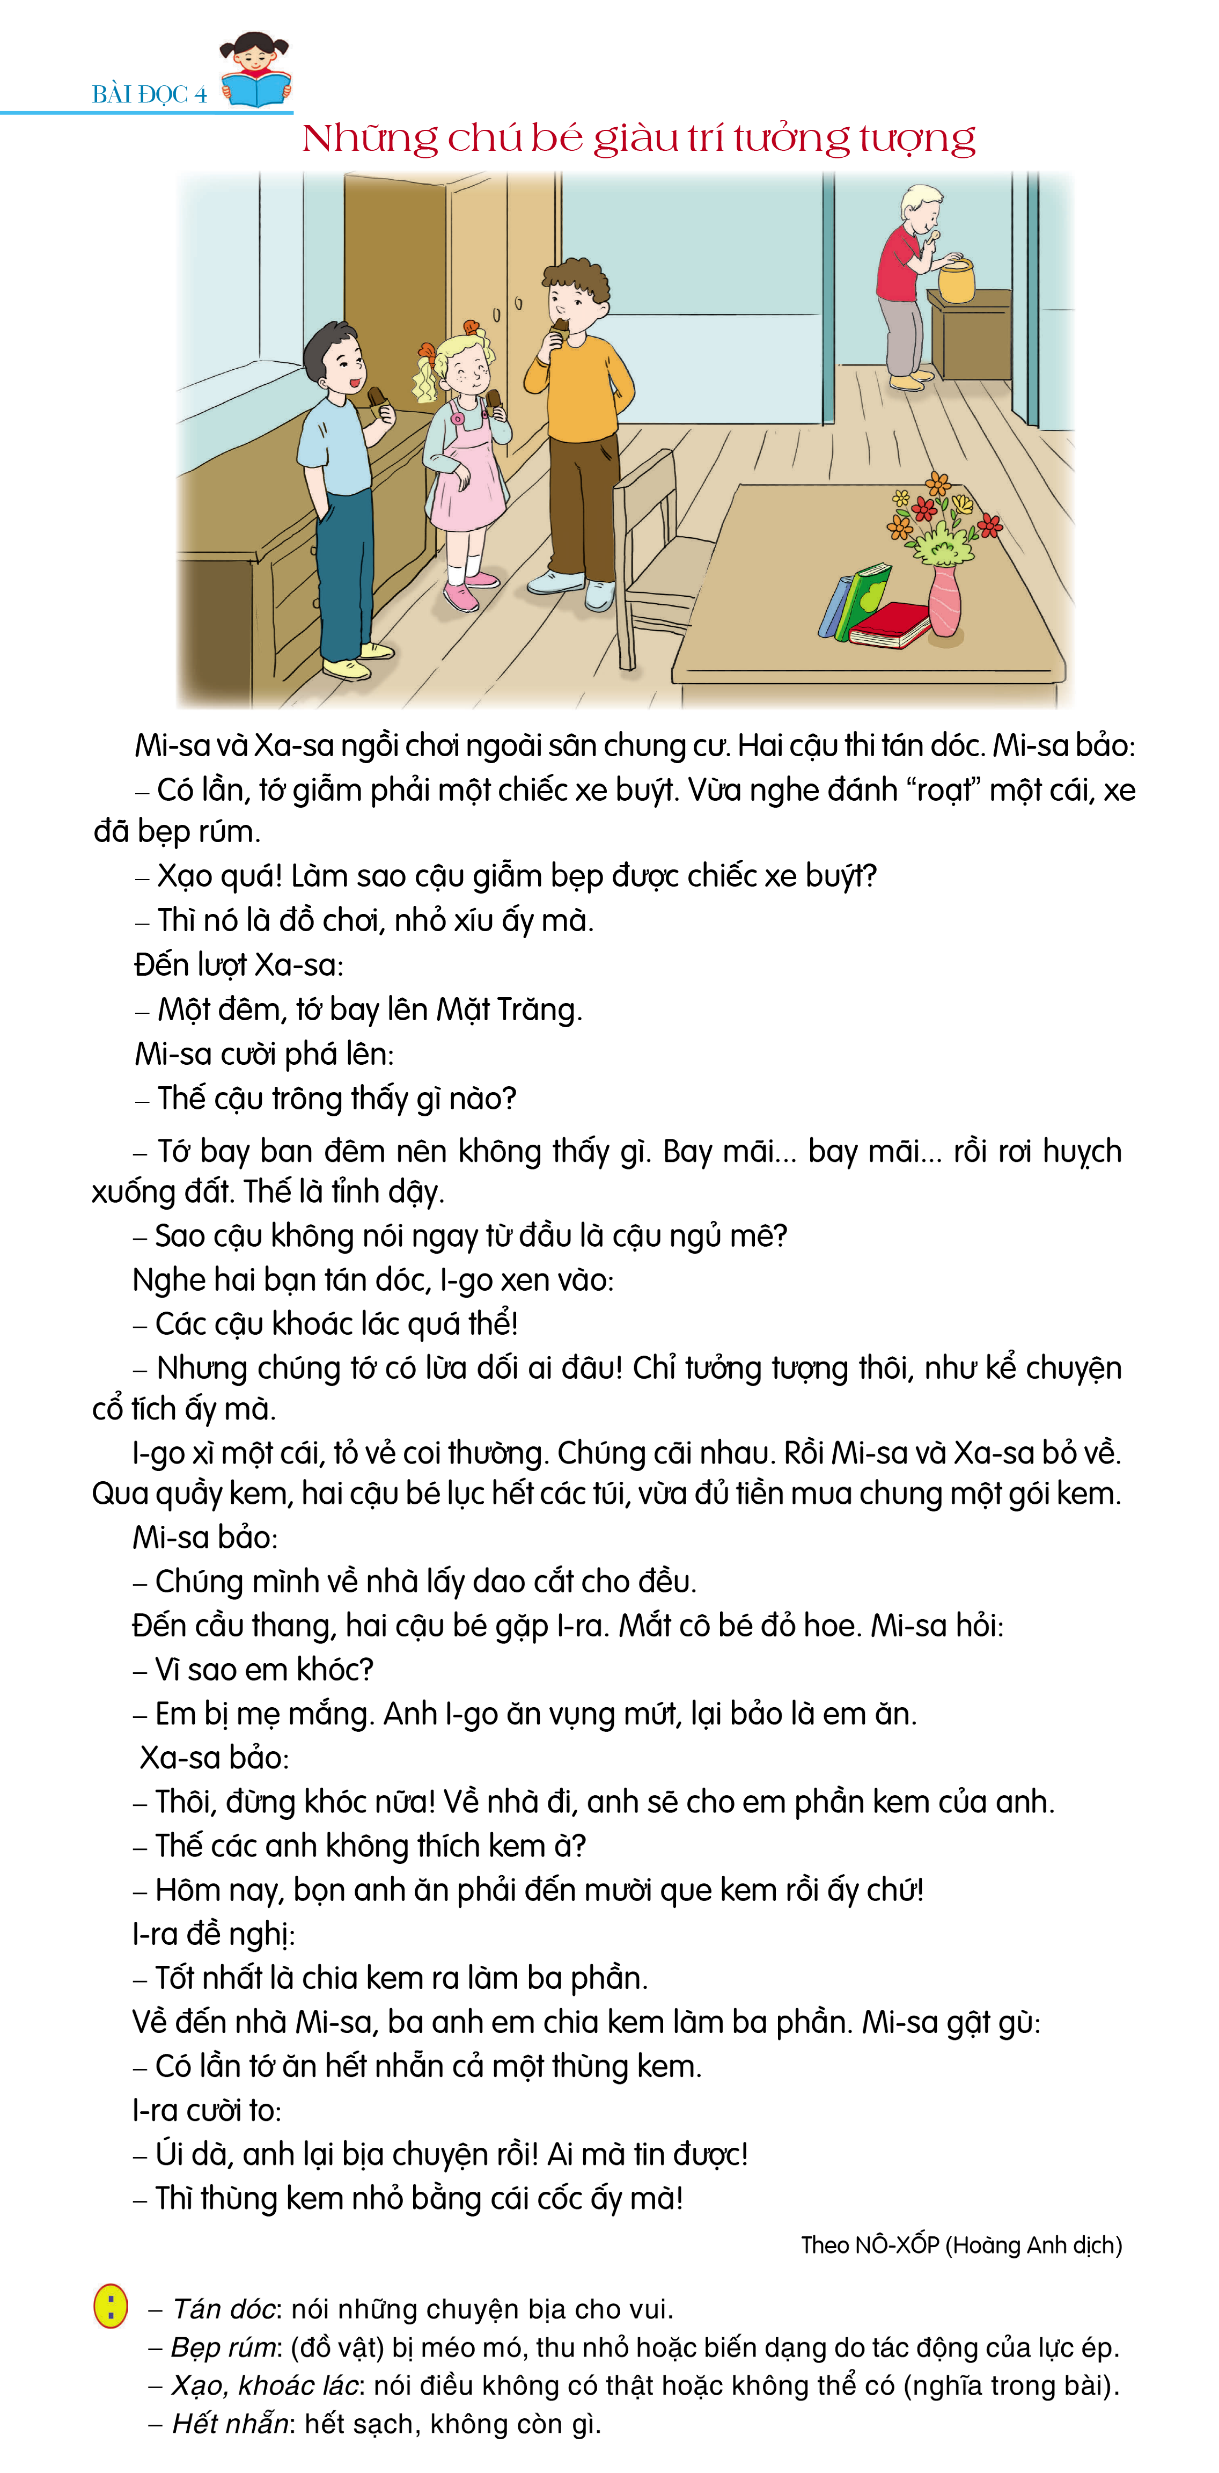 BÀI ĐỌC 4
Những chú bé giàu trí tưởng tượng
Mi-sa và Xa-sa ngồi chơi ngoài sân chung cư. Hai cậu thi tán dóc. Mi-sa bảo:
– Có lần, tớ giẫm phải một chiếc xe buýt. Vừa nghe đánh “roạt” một cái, xe
đã bẹp rúm.
– Xạo quá! Làm sao cậu giẫm bẹp được chiếc xe buýt?
– Thì nó là đồ chơi, nhỏ xíu ấy mà.
Đến lượt Xa-sa:
– Một đêm, tớ bay lên Mặt Trăng.
Mi-sa cười phá lên:
– Thế cậu trông thấy gì nào?
– Tớ bay ban đêm nên không thấy gì. Bay mãi... bay mãi... rồi rơi huỵch
xuống đất. Thế là tỉnh dậy.
– Sao cậu không nói ngay từ đầu là cậu ngủ mê?
Nghe hai bạn tán dóc, I-go xen vào:
– Các cậu khoác lác quá thể!
– Nhưng chúng tớ có lừa dối ai đâu! Chỉ tưởng tượng thôi, như kể chuyện
cổ tích ấy mà.
I-go xì một cái, tỏ vẻ coi thường. Chúng cãi nhau. Rồi Mi-sa và Xa-sa bỏ về.
Qua quầy kem, hai cậu bé lục hết các túi, vừa đủ tiền mua chung một gói kem.
Mi-sa bảo:
– Chúng mình về nhà lấy dao cắt cho đều.
Đến cầu thang, hai cậu bé gặp I-ra. Mắt cô bé đỏ hoe. Mi-sa hỏi:
– Vì sao em khóc?
– Em bị mẹ mắng. Anh I-go ăn vụng mứt, lại bảo là em ăn.
Xa-sa bảo:
– Thôi, đừng khóc nữa! Về nhà đi, anh sẽ cho em phần kem của anh.
– Thế các anh không thích kem à?
– Hôm nay, bọn anh ăn phải đến mười que kem rồi ấy chứ!
I-ra đề nghị:
– Tốt nhất là chia kem ra làm ba phần.
Về đến nhà Mi-sa, ba anh em chia kem làm ba phần. Mi-sa gật gù:
– Có lần tớ ăn hết nhẵn cả một thùng kem.
I-ra cười to:
– Úi dà, anh lại bịa chuyện rồi! Ai mà tin được!
– Thì thùng kem nhỏ bằng cái cốc ấy mà!
Theo NÔ-XỐP (Hoàng Anh dịch)
– Tán dóc: nói những chuyện bịa cho vui.
– Bẹp rúm: (đồ vật) bị méo mó, thu nhỏ hoặc biến dạng do tác động của lực ép.
– Xạo, khoác lác: nói điều không có thật hoặc không thể có (nghĩa trong bài).
– Hết nhẵn: hết sạch, không còn gì.